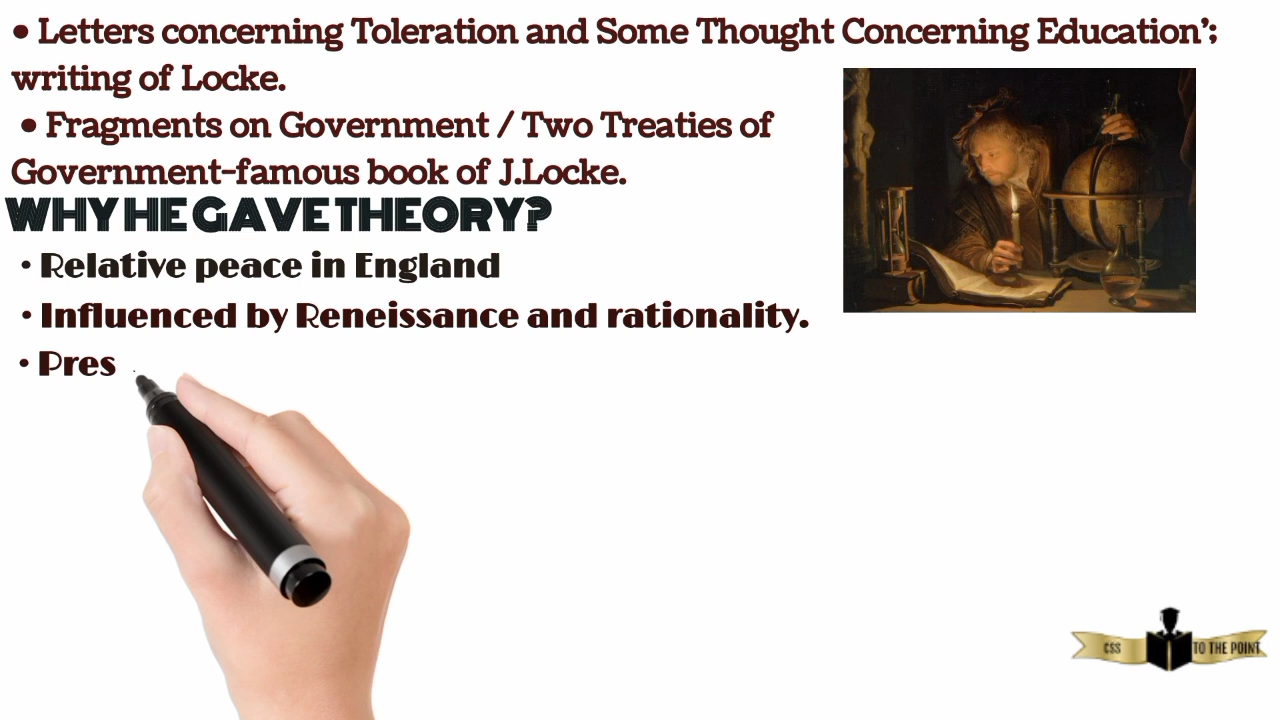 • Letters concerning Toleration and Some Thought Concerning Education’;
writing of Locke.
• Fragments on Government / Two Treaties of
Government-famous book of J.Locke.
WHY HE GAVE THEORY?
• Relative peace in England
• Influenced by Reneissance and rationality.
• Pres
CSS TO THE POINT